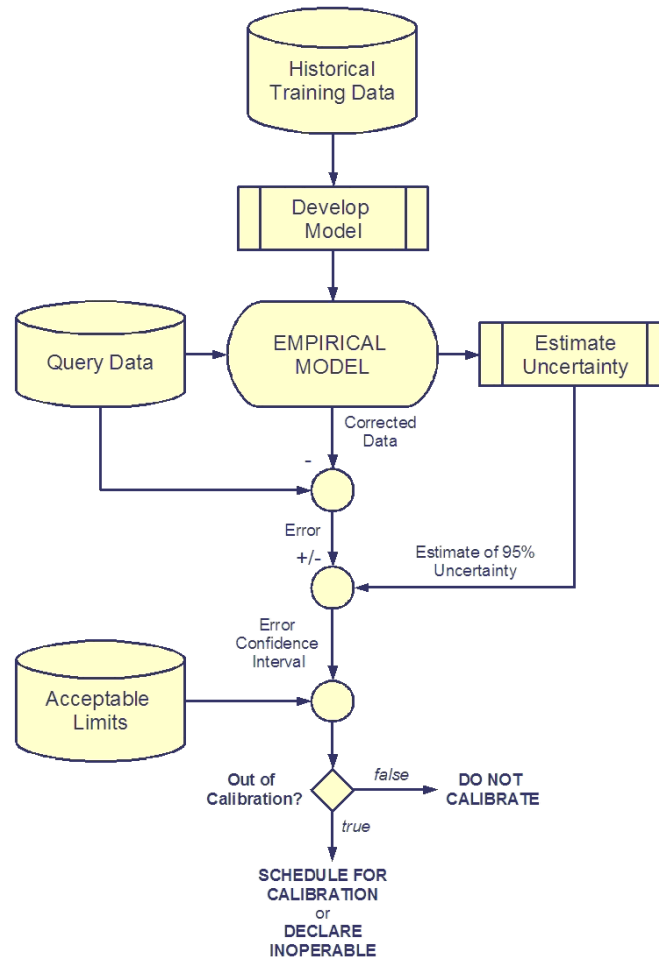 Historical
Training Data
Develop
Model
Query Data
EMPIRICAL
MODEL
Estimate
Uncertainty
Corrected
Data
-
Error
+/-
Estimate of 95%
Uncertainty
Error
Confidence
Interval
Acceptable
Limits
Out of
Calibration?
false
DO NOT
CALIBRATE
true
SCHEDULE FOR
CALIBRATION
or
DECLARE
INOPERABLE